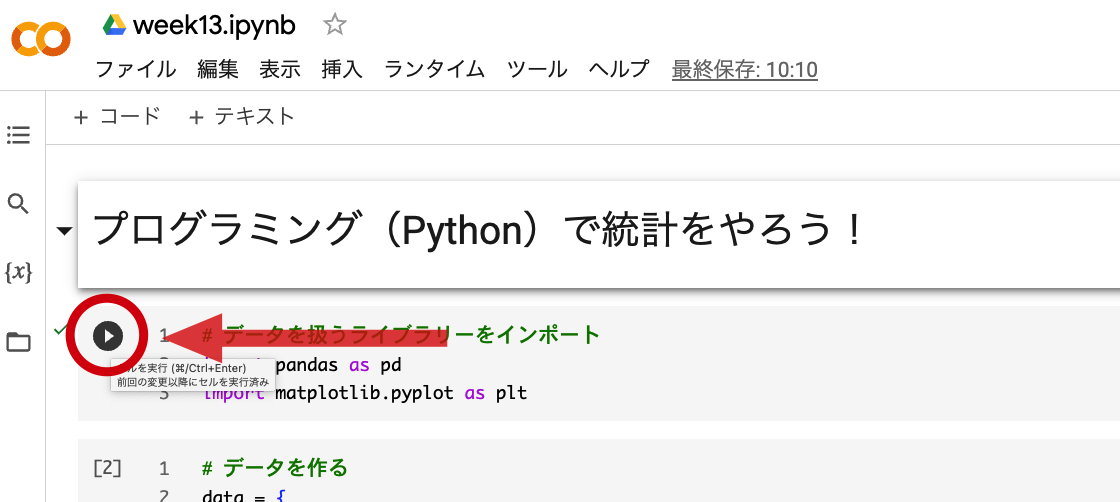 week13.ipynb
ファイル 編集 表示 挿入 ランタイム ツール ヘルプ 最終保存: 10:10
+ コード + テキスト
プログラミング（Python）で統計をやろう！
{x}
1 # データを扱うライブラリーをインポート
pandas as pd
ルを実行 (⌘/Ctrl+Enter)
前回の変更以降にセルを実行済み
3 import matplotlib.pyplot as plt
[2] 1 # データを作る
2 data = {